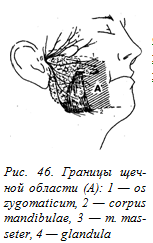 А
Рис. 46. Границы щеч-
ной области (А): 1 — os
zygomaticum, 2 — corpus
mandibulae, 3 — m. mas-
seter, 4 — glandula